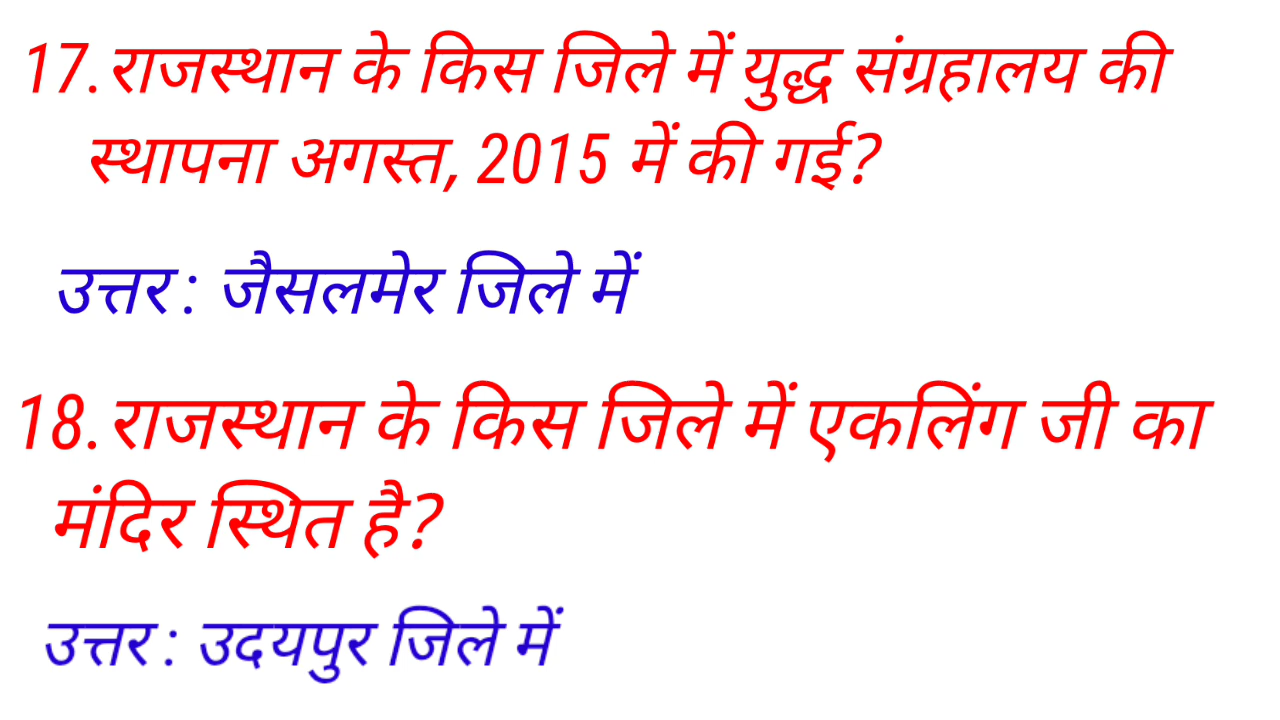 17. राजस्थान के किस जिले में युद्ध संग्रहालय की
स्थापना अगस्त, 2015 में की गई?
उत्तर : जैसलमेर जिले में
18. राजस्थान के किस जिले में एकलिंग जी का
मंदिर स्थित है?
उत्तर : उदयपुर जिले में